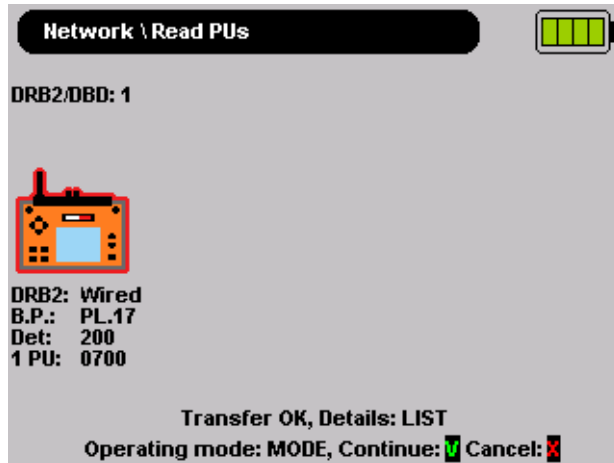 Network \ Read PUs
DRB2/DBD: 1
DRB2: Wired
B.P.: PL.17
Det: 200
1 PU: 0700
Transfer OK, Details: LIST
Operating mode: MODE, Continue: V Cancel: X